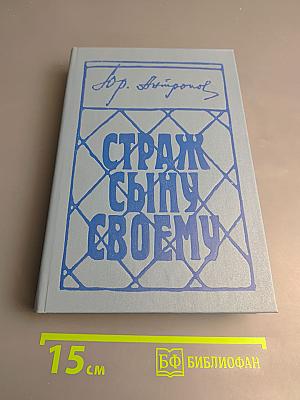 Юр. Антропов
СТРАЖ
СЫНУ
СВОЕМУ
15 см
БФ БИБЛИОФАН